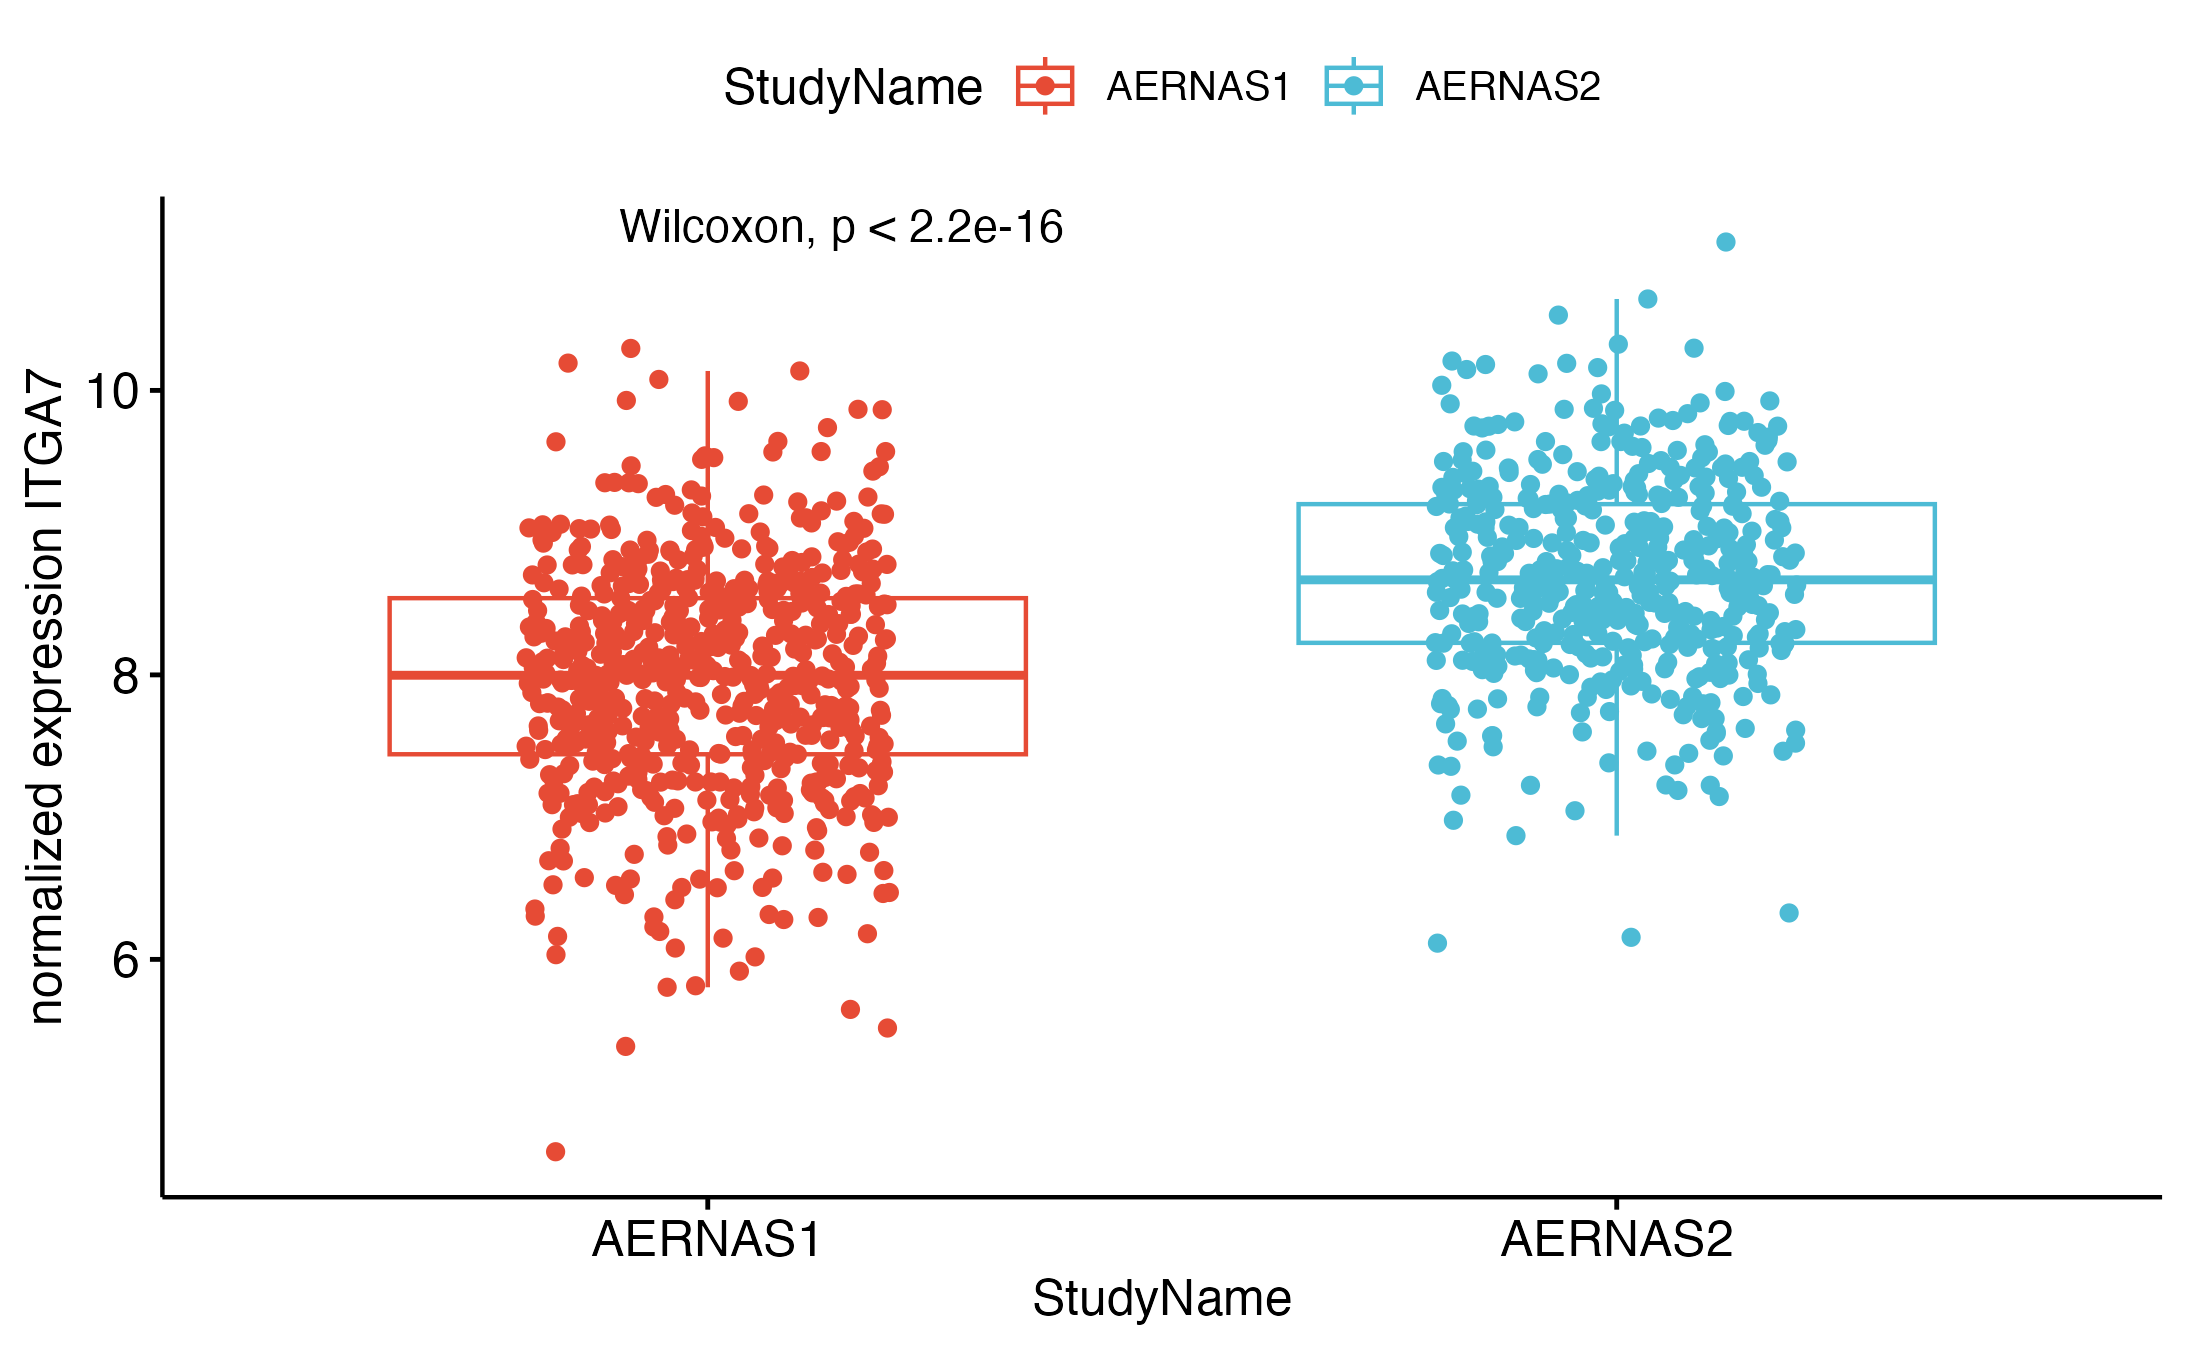 StudyName AERNAS1 AERNAS2
Wilcoxon, p < 2.2e-16
normalized expression ITGA7
10
8
6
AERNAS1 AERNAS2
StudyName